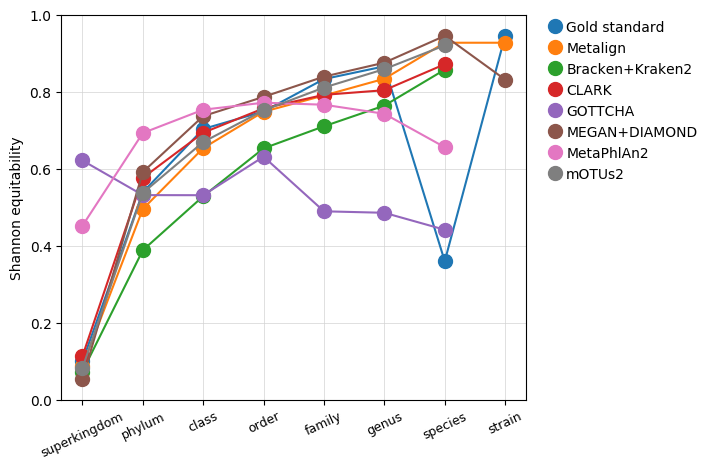 Shannon equitability
1.0
0.8
0.6
0.4
0.2
0.0
superkingdom
phylum
class
order
family
genus
species
strain
Gold standard
Metalign
Bracken+Kraken2
CLARK
GOTTCHA
MEGAN+DIAMOND
MetaPhlAn2
mOTUs2